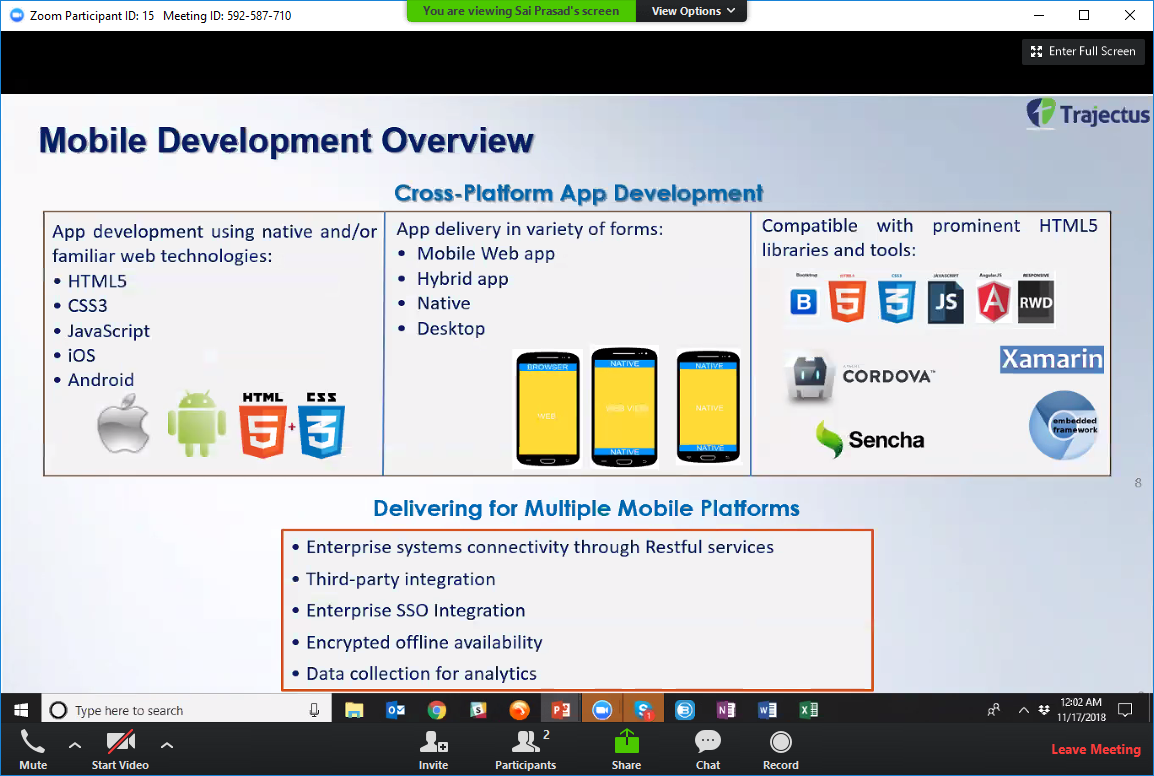 Zoom Participant ID: 15 Meeting ID: 592-587-710
You are viewing Sai Prasad's screen
View Options
Enter Full Screen
Trajectus
Mobile Development Overview
Cross-Platform App Development
App development using native and/or
familiar web technologies:
• HTML5
• CSS3
• JavaScript
• iOS
• Android
HTML
CSS
5
+
3
App delivery in variety of forms:
• Mobile Web app
• Hybrid app
• Native
• Desktop
BROWSER
WEB
NATIVE
WEB VIEW
NATIVE
NATIVE
NATIVE
NATIVE
Compatible with prominent HTML5
libraries and tools:
Bootstrap
HTML5
CSS
JAVASCRIPT
AngularJS
RESPONSIVE
B
5
3
JS
A
RWD
CORDOVA™
Xamarin
Sencha
embedded
framework
8
Delivering for Multiple Mobile Platforms
• Enterprise systems connectivity through Restful services
• Third-party integration
• Enterprise SSO Integration
• Encrypted offline availability
• Data collection for analytics
Type here to search
12:02 AM
11/17/2018
Mute
Start Video
Invite
Participants
2
Share
Chat
Record
Leave Meeting